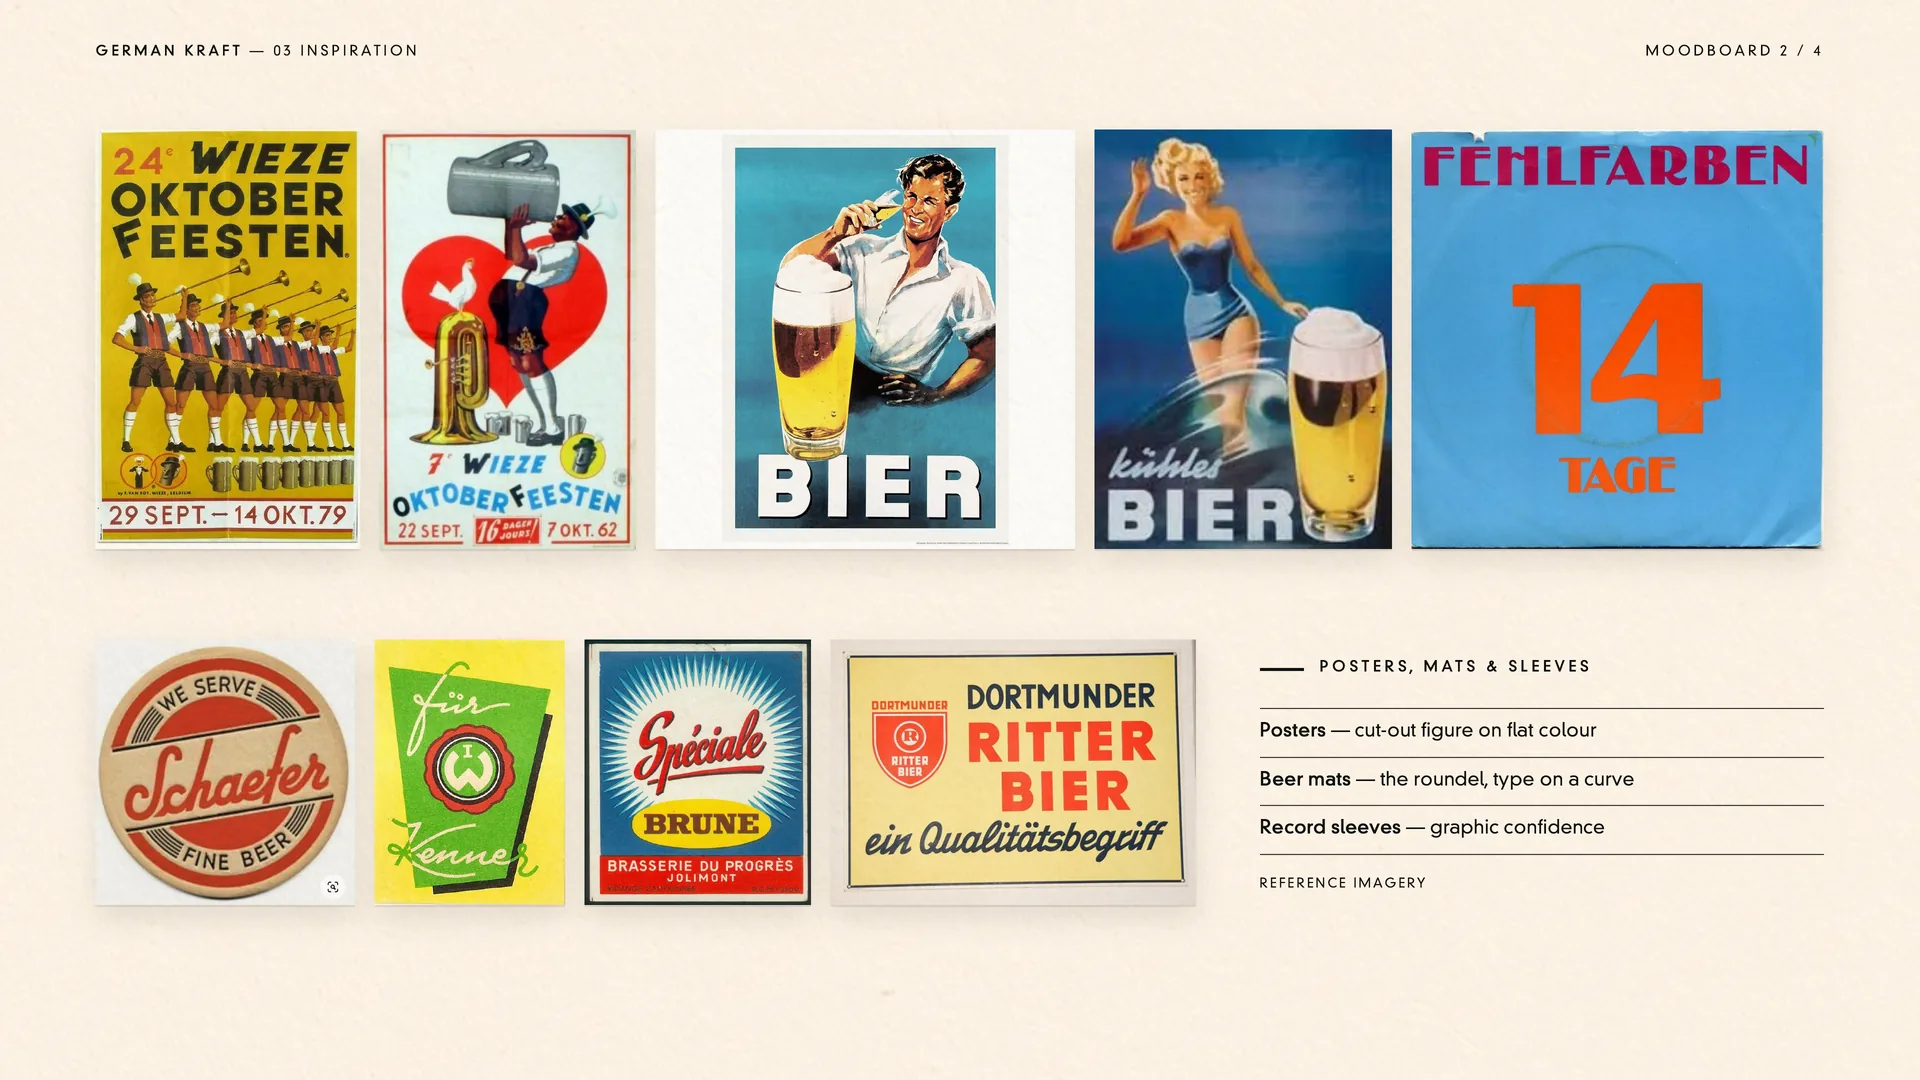 GERMAN KRAFT — 03 INSPIRATION
MOODBOARD 2 / 4
24e WIEZE
OKTOBER
FEESTEN.
29 SEPT. — 14 OKT. 79
7e WIEZE
OKTOBERFEESTEN
22 SEPT. 16 DAGEN JOURS! 7 OKT. 62
BIER
kühles
BIER
FEHLFARBEN
14
TAGE
WE SERVE
Schaefer
FINE BEER
für
W
Kenner
Spéciale
BRUNE
BRASSERIE DU PROGRÈS
JOLIMONT
DORTMUNDER
R
RITTER
BIER
DORTMUNDER
RITTER
BIER
ein Qualitätsbegriff
POSTERS, MATS & SLEEVES
Posters — cut-out figure on flat colour
Beer mats — the roundel, type on a curve
Record sleeves — graphic confidence
REFERENCE IMAGERY